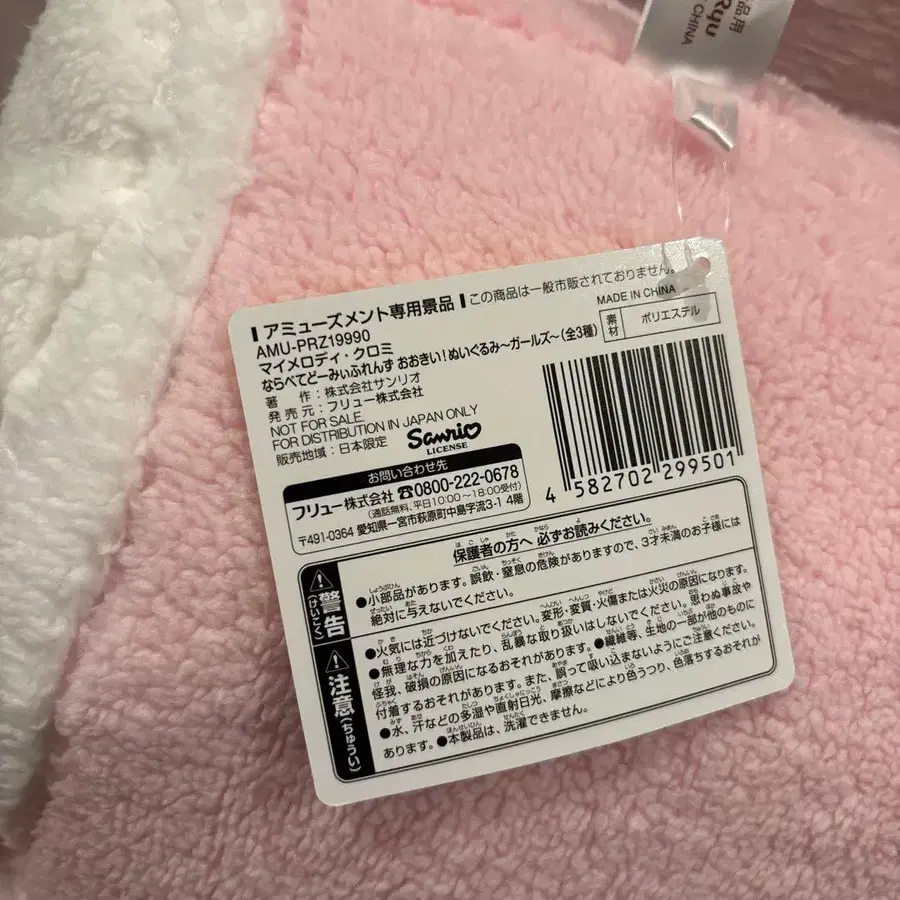 品用
Ryu
CHINA
アミューズメント専用景品 この商品は一般市販されておりません。
AMU-PRZ19990
MADE IN CHINA
マイメロディ・クロミ
素材 ポリエステル
ならべてどーみぃふれんず おおきい！ぬいぐるみ～ガールズ～（全3種）
著作：株式会社サンリオ
発売元：フリュー株式会社
NOT FOR SALE.
FOR DISTRIBUTION IN JAPAN ONLY
販売地域：日本限定
Sanrio
LICENSE
4 582702 299501
お問い合わせ先
フリュー株式会社 ☎0800-222-0678
（通話無料、平日10:00～18:00受付）
〒491-0364 愛知県一宮市萩原町中島字流3-1 4階
保護者の方へ 必ずお読みください。
警告（けいこく）
●小部品があります。誤飲・窒息の危険がありますので、3才未満のお子様には
絶対に与えないでください。
注意（ちゅうい）
●火気には近づけないでください。変形・変質・火傷または火災の原因になります。
●無理な力を加えたり、乱暴な取り扱いはしないでください。思わぬ事故や
怪我、破損の原因になるおそれがあります。●繊維等、生地の一部が他のものに
付着するおそれがあります。また、誤って吸い込まないようにご注意ください。
●水、汗などの多湿や直射日光、摩擦などにより色うつり、色落ちするおそれが
あります。●本製品は、洗濯できません。